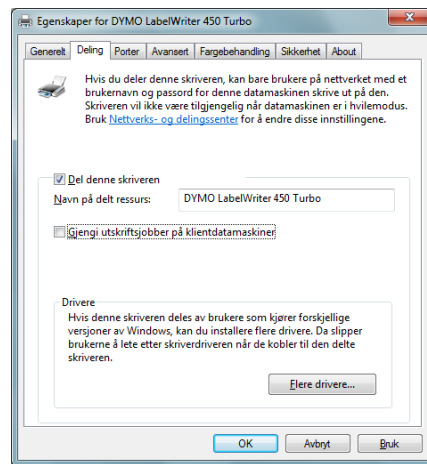 Egenskaper for DYMO LabelWriter 450 Turbo
Generelt Deling Porter Avansert Fargebehandling Sikkerhet About
Hvis du deler denne skriveren, kan bare brukere på nettverket med et
brukernavn og passord for denne datamaskinen skrive ut på den.
Skriveren vil ikke være tilgjengelig når datamaskinen er i hvilemodus.
Bruk Nettverks- og delingssenter for å endre disse innstillingene.
Del denne skriveren
Navn på delt ressurs: DYMO LabelWriter 450 Turbo
Gjengi utskriftsjobber på klientdatamaskiner
Drivere
Hvis denne skriveren deles av brukere som kjører forskjellige
versjoner av Windows, kan du installere flere drivere. Da slipper
brukerne å lete etter skriverdriveren når de kobler til den delte
skriveren.
Flere drivere...
OK Avbryt Bruk